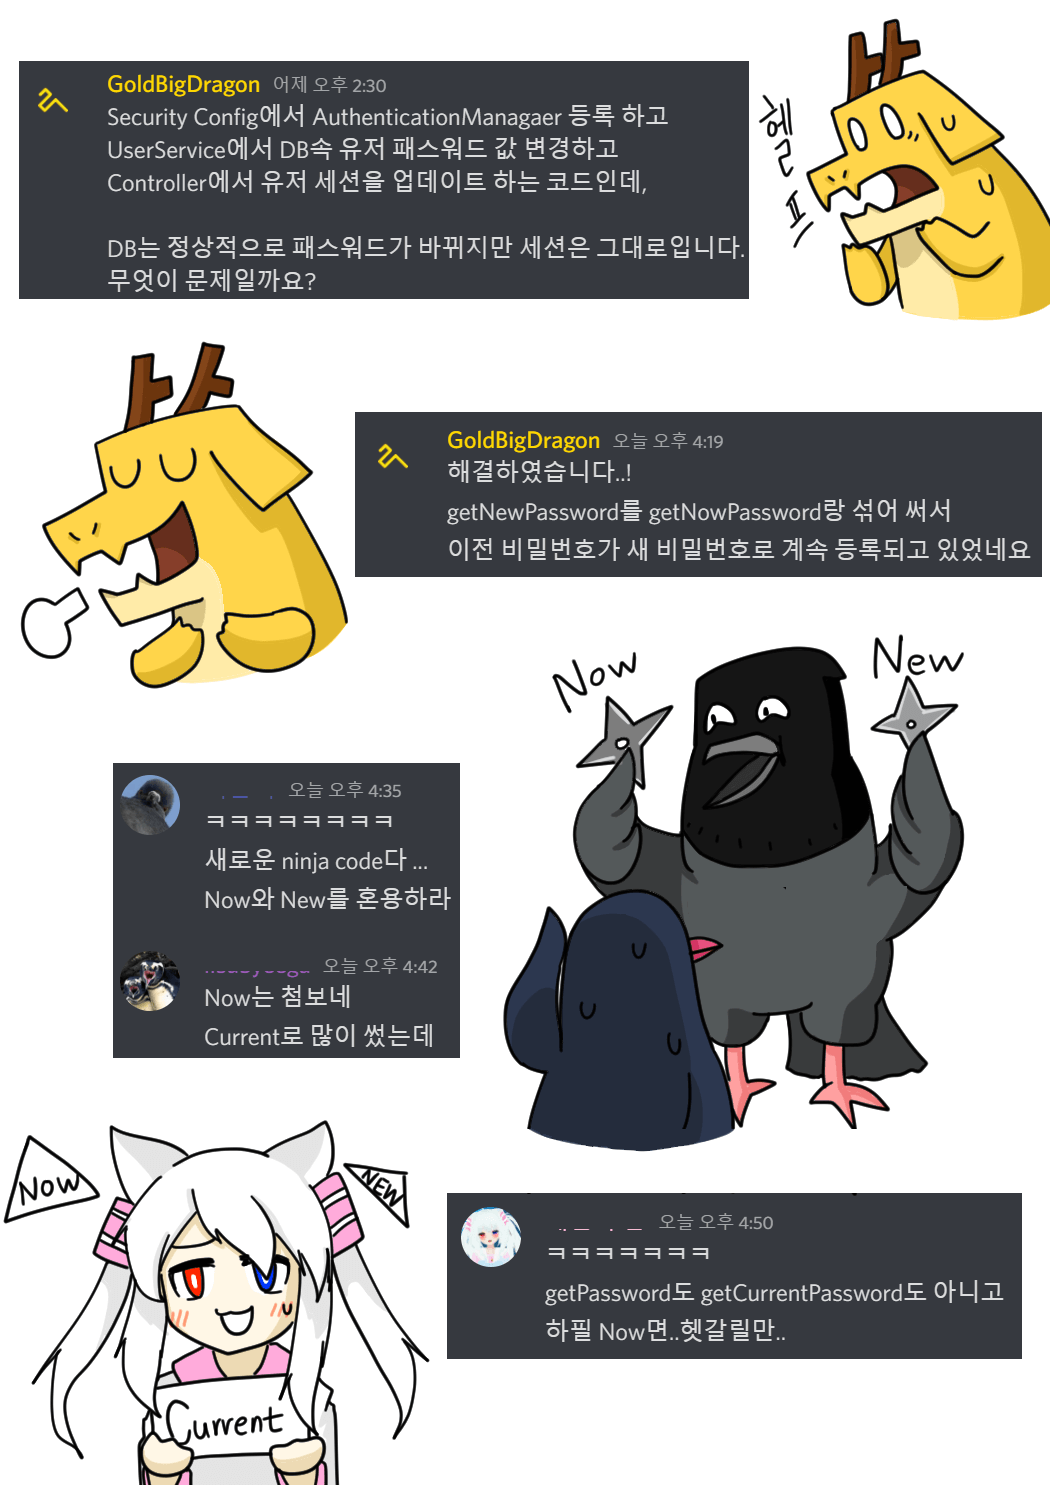 GoldBigDragon 어제 오후 2:30
Security Config에서 AuthenticationManagaer 등록 하고
UserService에서 DB속 유저 패스워드 값 변경하고
Controller에서 유저 세션을 업데이트 하는 코드인데,
DB는 정상적으로 패스워드가 바뀌지만 세션은 그대로입니다.
무엇이 문제일까요?
헬프
GoldBigDragon 오늘 오후 4:19
해결하였습니다..!
getNewPassword를 getNowPassword랑 섞어 써서
이전 비밀번호가 새 비밀번호로 계속 등록되고 있었네요
Now
New
오늘 오후 4:35
ㅋㅋㅋㅋㅋㅋㅋㅋ
새로운 ninja code다 ...
Now와 New를 혼용하라
오늘 오후 4:42
Now는 첨보네
Current로 많이 썼는데
Now
NEW
Current
오늘 오후 4:50
ㅋㅋㅋㅋㅋㅋㅋ
getPassword도 getCurrentPassword도 아니고
하필 Now면..헷갈릴만..